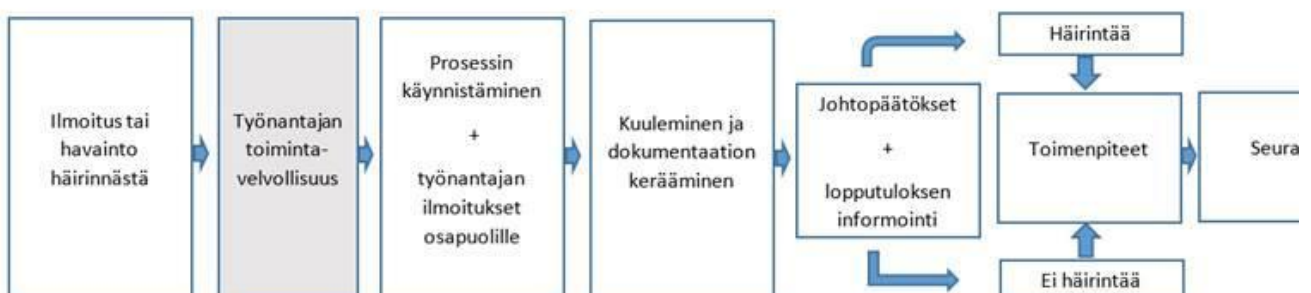 Ilmoitus tai
havainto
häirinnästä
Työnantajan
toiminta-
velvollisuus
Prosessin
käynnistäminen
+
työnantajan
ilmoitukset
osapuolille
Kuuleminen ja
dokumentaation
kerääminen
Johtopäätökset
+
lopputuloksen
informointi
Häirintää
Toimenpiteet
Ei häirintää
Seura